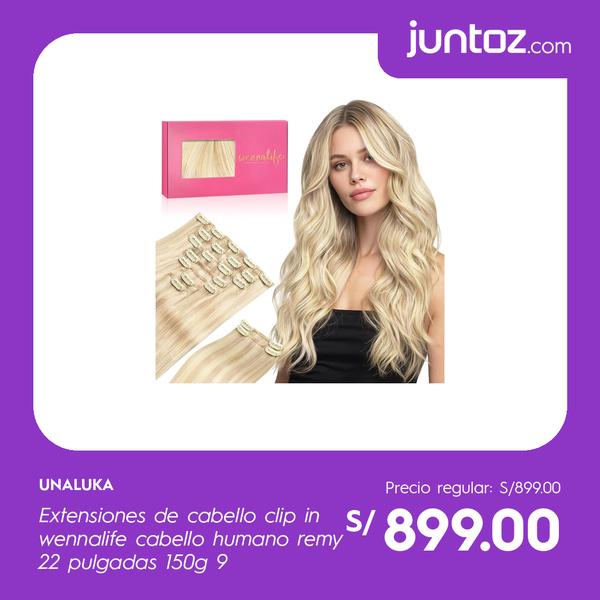 juntoz.com
wennalife
UNALUKA
Extensiones de cabello clip in
wennalife cabello humano remy
22 pulgadas 150g 9
Precio regular: S/899.00
S/ 899.00